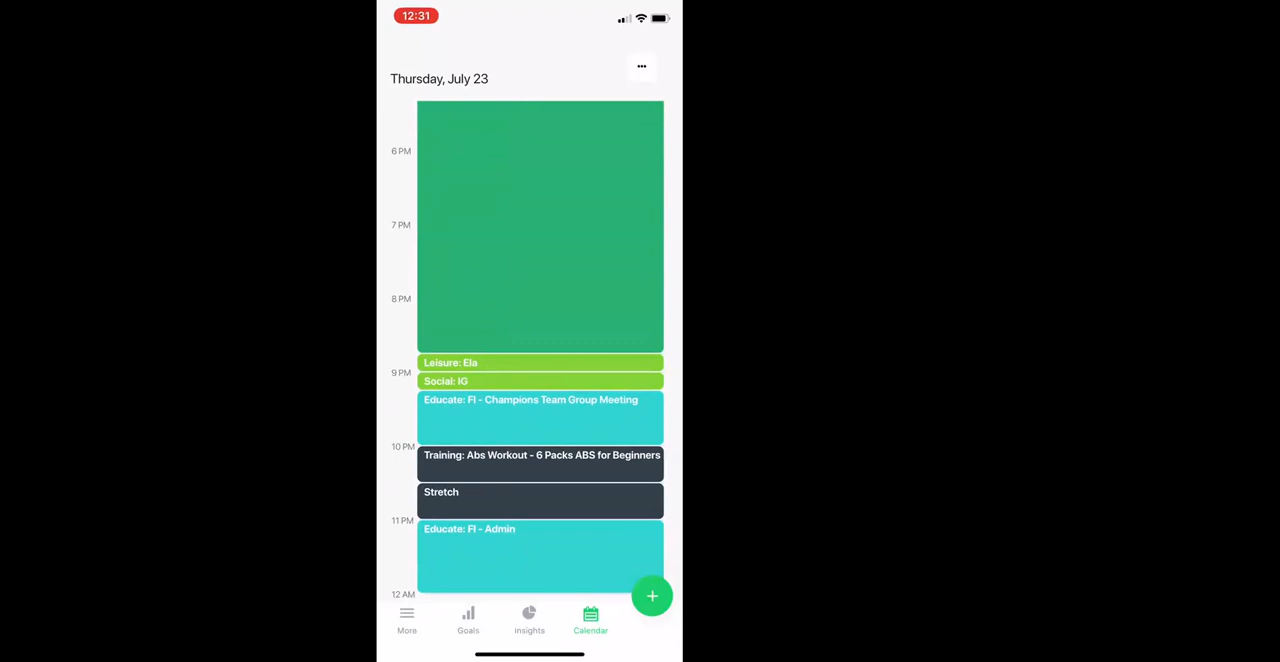 12:31
•••
Thursday, July 23
6 PM
7 PM
8 PM
Leisure: Ela
9 PM
Social: IG
Educate: FI - Champions Team Group Meeting
10 PM
Training: Abs Workout - 6 Packs ABS for Beginners
Stretch
11 PM
Educate: FI - Admin
12 AM
+
More
Goals
Insights
Calendar